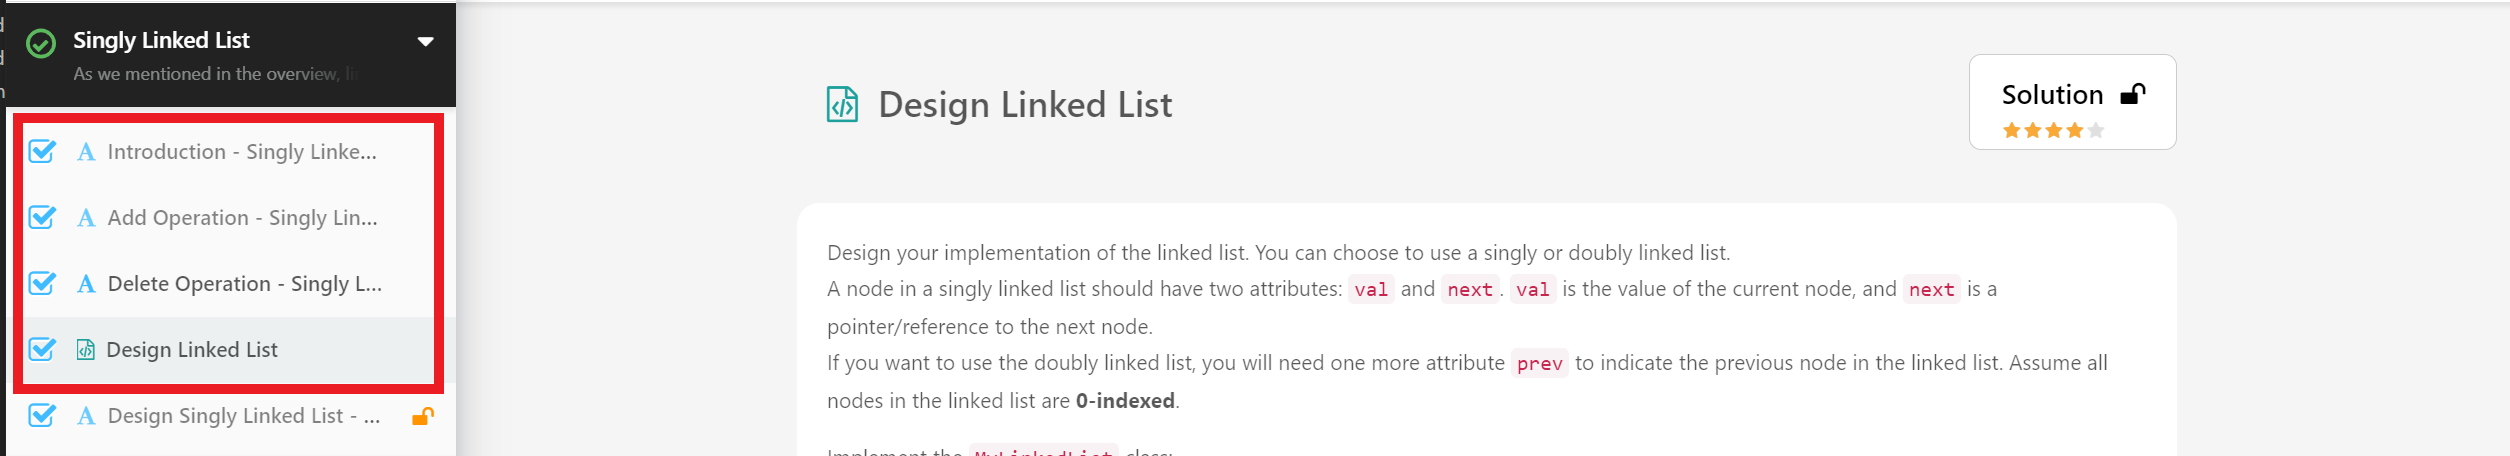 Singly Linked List
As we mentioned in the overview, li
Introduction - Singly Linke...
Add Operation - Singly Lin...
Delete Operation - Singly L...
Design Linked List
Design Singly Linked List - ...
Design Linked List
Solution
Design your implementation of the linked list. You can choose to use a singly or doubly linked list.
A node in a singly linked list should have two attributes: val and next. val is the value of the current node, and next is a
pointer/reference to the next node.
If you want to use the doubly linked list, you will need one more attribute prev to indicate the previous node in the linked list. Assume all
nodes in the linked list are 0-indexed.
Implement the MyLinkedList class: